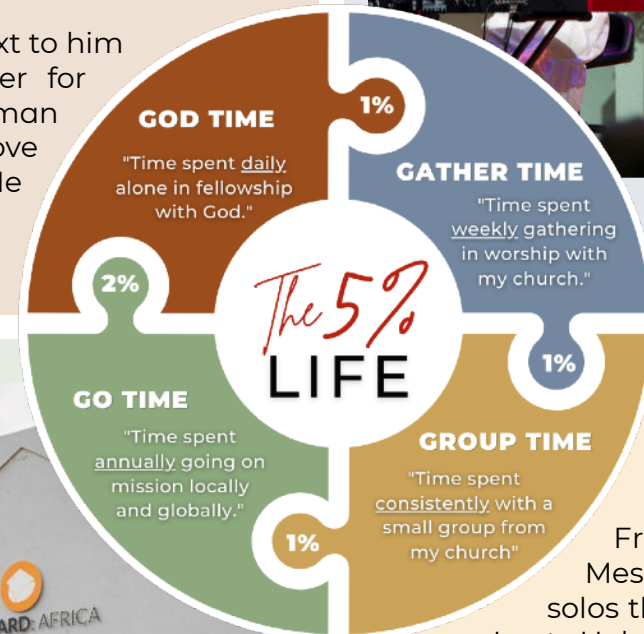 xt to him
er for
man
ove
le
GOD TIME
"Time spent daily
alone in fellowship
with God."
1%
GATHER TIME
"Time spent
weekly gathering
in worship with
my church."
2%
The 5%
LIFE
1%
GO TIME
"Time spent
annually going on
mission locally
and globally."
GROUP TIME
"Time spent
consistently with a
small group from
my church"
1%
Fr
Mes
solos th
ARD: AFRICA